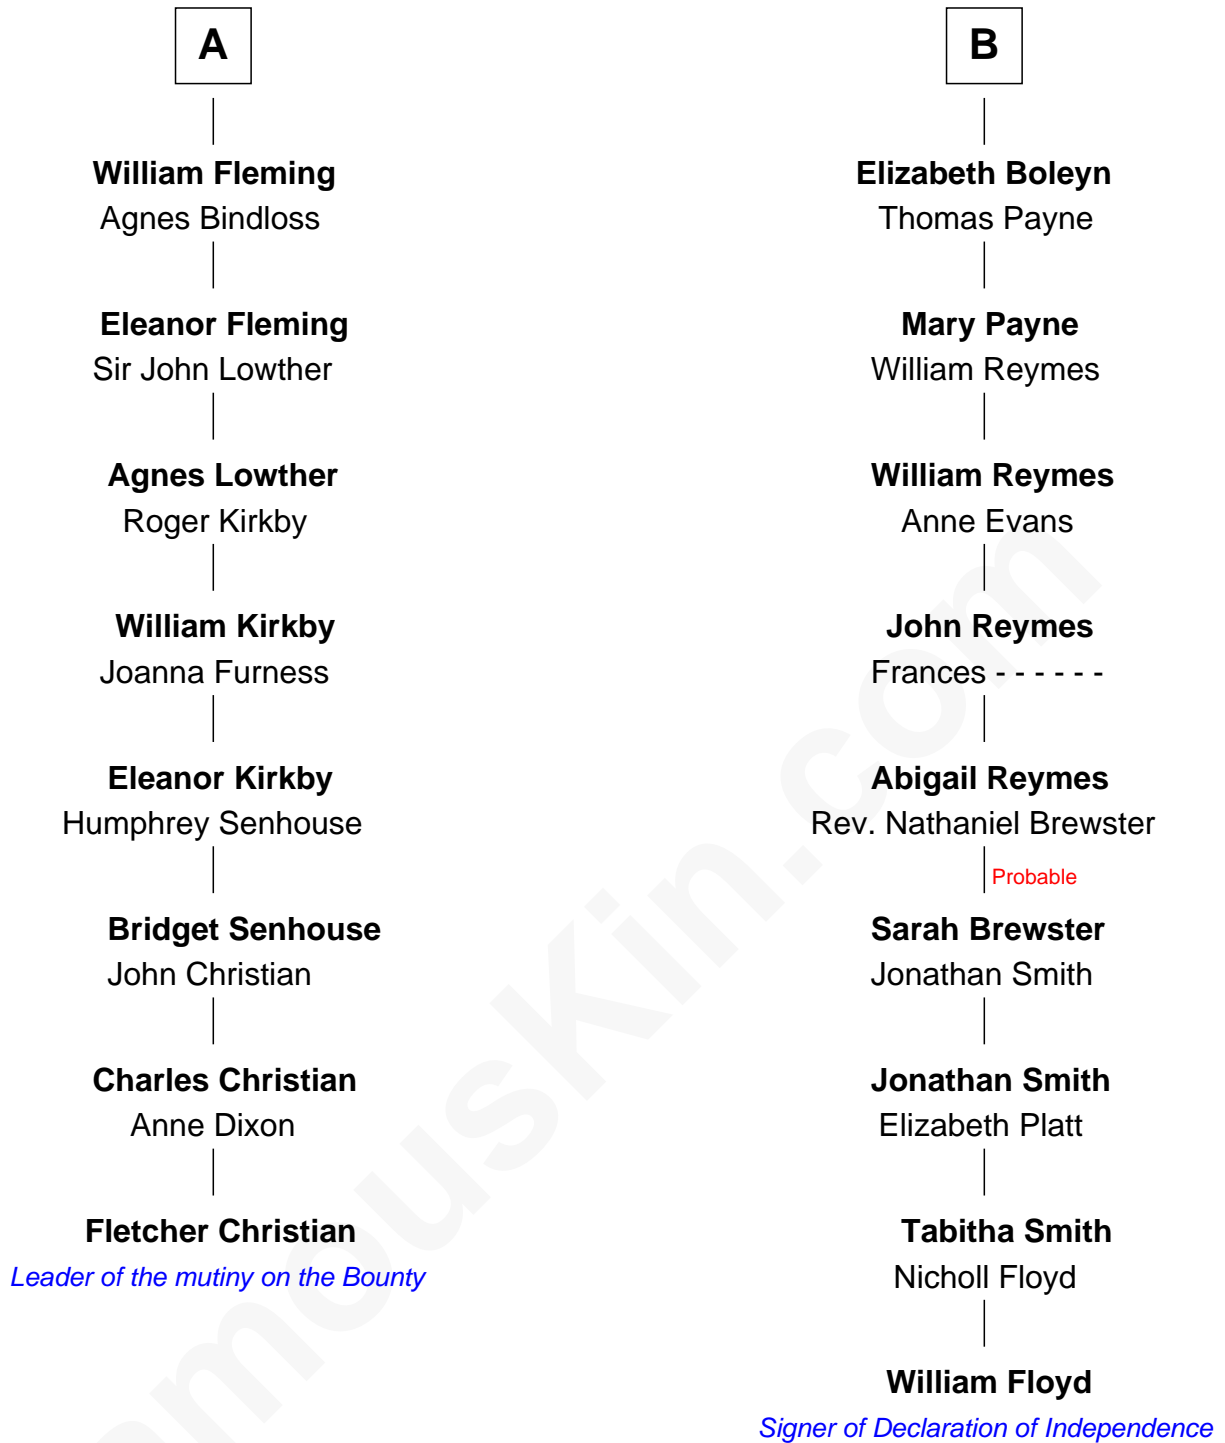 A
William Fleming
Agnes Bindloss
Eleanor Fleming
Sir John Lowther
Agnes Lowther
Roger Kirkby
William Kirkby
Joanna Furness
Eleanor Kirkby
Humphrey Senhouse
Bridget Senhouse
John Christian
Charles Christian
Anne Dixon
Fletcher Christian
Leader of the mutiny on the Bounty
B
Elizabeth Boleyn
Thomas Payne
Mary Payne
William Reymes
William Reymes
Anne Evans
John Reymes
Frances - - - - - -
Abigail Reymes
Rev. Nathaniel Brewster
Probable
Sarah Brewster
Jonathan Smith
Jonathan Smith
Elizabeth Platt
Tabitha Smith
Nicholl Floyd
William Floyd
Signer of Declaration of Independence
amousKin.com